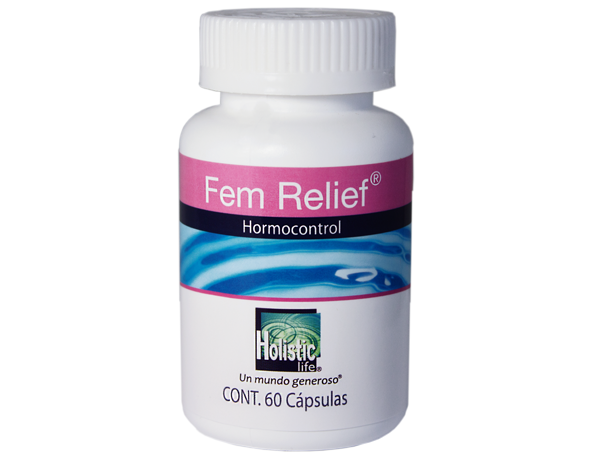 Fem Relief®
Hormocontrol
Holistic
life®
Un mundo generoso®
CONT. 60 Cápsulas